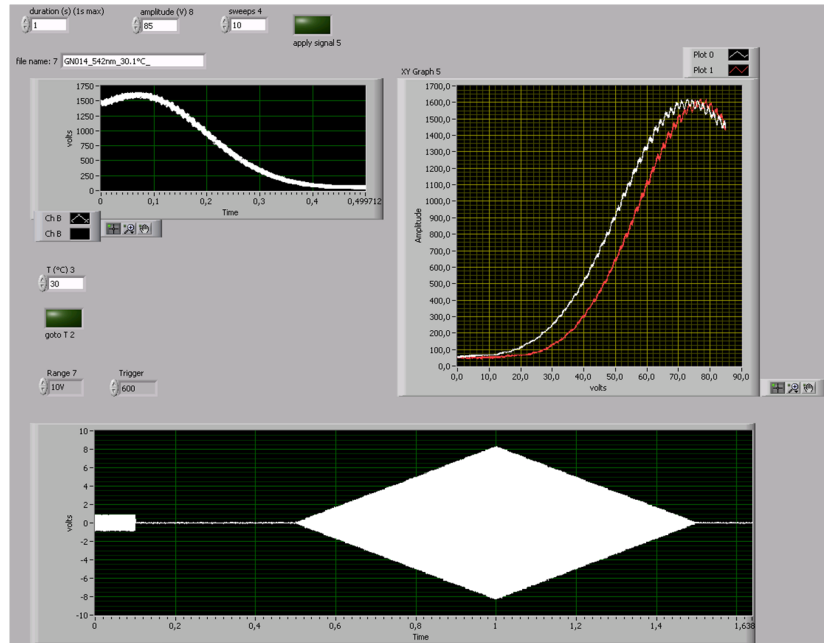 duration (s) (1s max)
1
amplitude (V) 8
85
sweeps 4
10
apply signal 5
file name: 7 GN014_542nm_30.1°C_
1750
1500
1250
1000
750
500
250
0
volts
0 0,1 0,2 0,3 0,4 0,499712
Time
Ch B
Ch B
T (°C) 3
30
goto T 2
Range 7
10V
Trigger
600
Plot 0
Plot 1
XY Graph 5
1700,0
1600,0
1500,0
1400,0
1300,0
1200,0
1100,0
1000,0
900,0
800,0
700,0
600,0
500,0
400,0
300,0
200,0
100,0
0,0
Amplitude
0,0 10,0 20,0 30,0 40,0 50,0 60,0 70,0 80,0 90,0
volts
10
8
6
4
2
0
-2
-4
-6
-8
-10
volts
0 0,2 0,4 0,6 0,8 1 1,2 1,4 1,638
Time